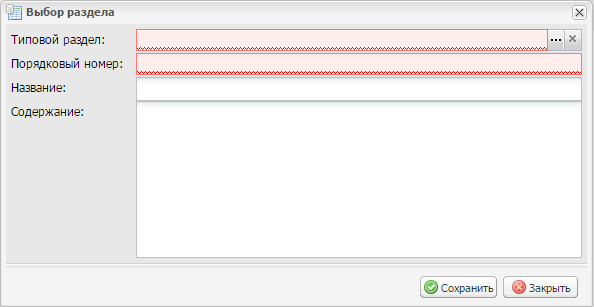 Выбор раздела
Типовой раздел:
Порядковый номер:
Название:
Содержание:
Сохранить Закрыть